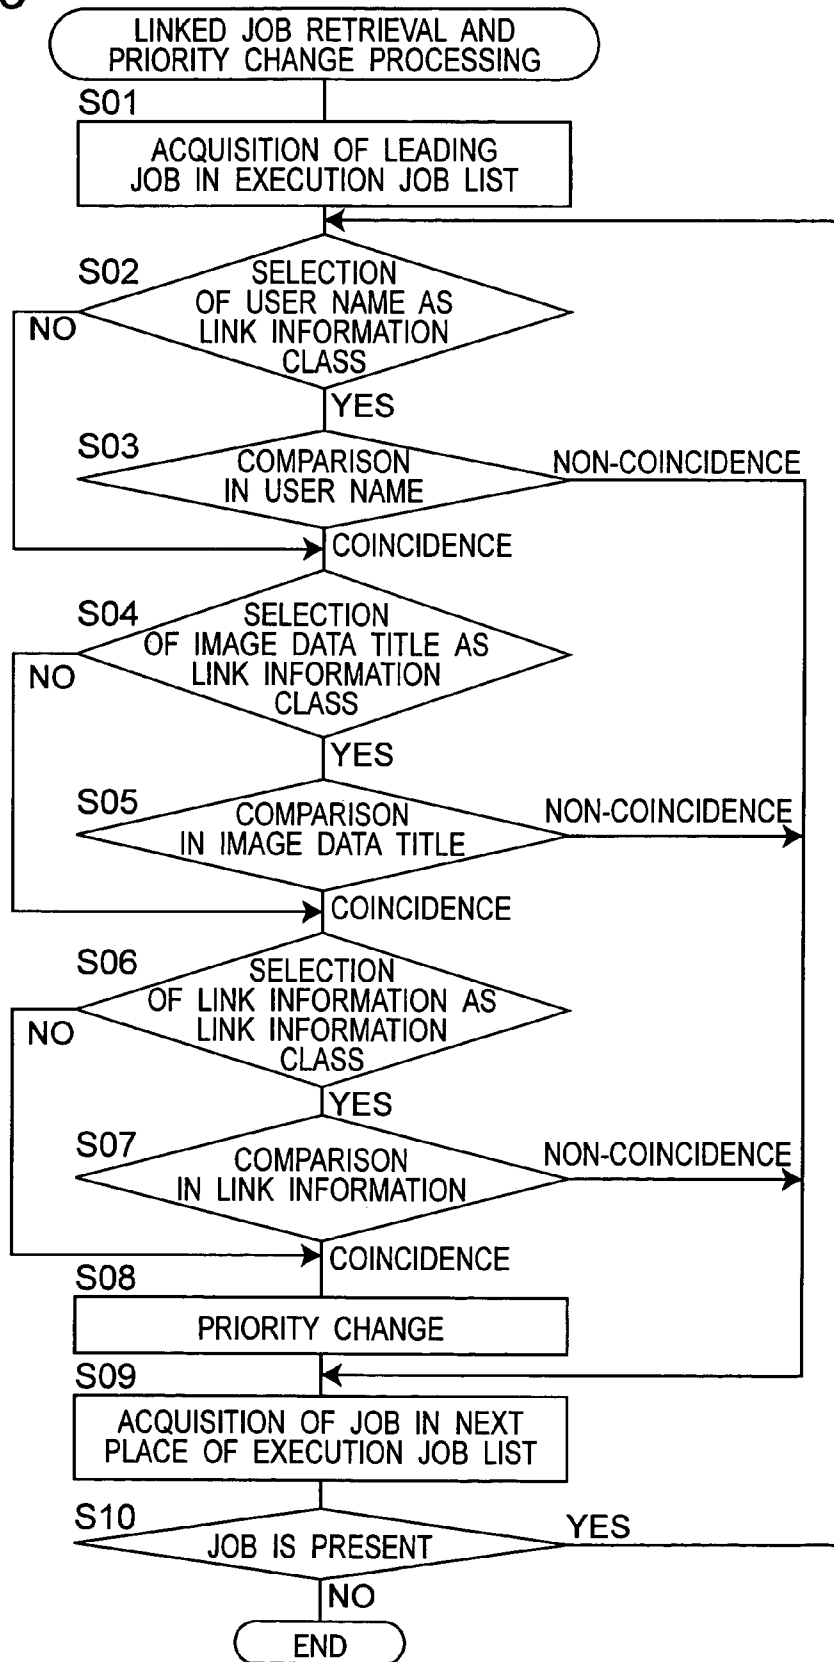 LINKED JOB RETRIEVAL AND
PRIORITY CHANGE PROCESSING
S01
ACQUISITION OF LEADING
JOB IN EXECUTION JOB LIST
S02
SELECTION
OF USER NAME AS
LINK INFORMATION
CLASS
NO
YES
S03
COMPARISON
IN USER NAME
NON-COINCIDENCE
COINCIDENCE
S04
SELECTION
OF IMAGE DATA TITLE AS
LINK INFORMATION
CLASS
NO
YES
S05
COMPARISON
IN IMAGE DATA TITLE
NON-COINCIDENCE
COINCIDENCE
S06
SELECTION
OF LINK INFORMATION AS
LINK INFORMATION
CLASS
NO
YES
S07
COMPARISON
IN LINK INFORMATION
NON-COINCIDENCE
COINCIDENCE
S08
PRIORITY CHANGE
S09
ACQUISITION OF JOB IN NEXT
PLACE OF EXECUTION JOB LIST
S10
JOB IS PRESENT
YES
NO
END